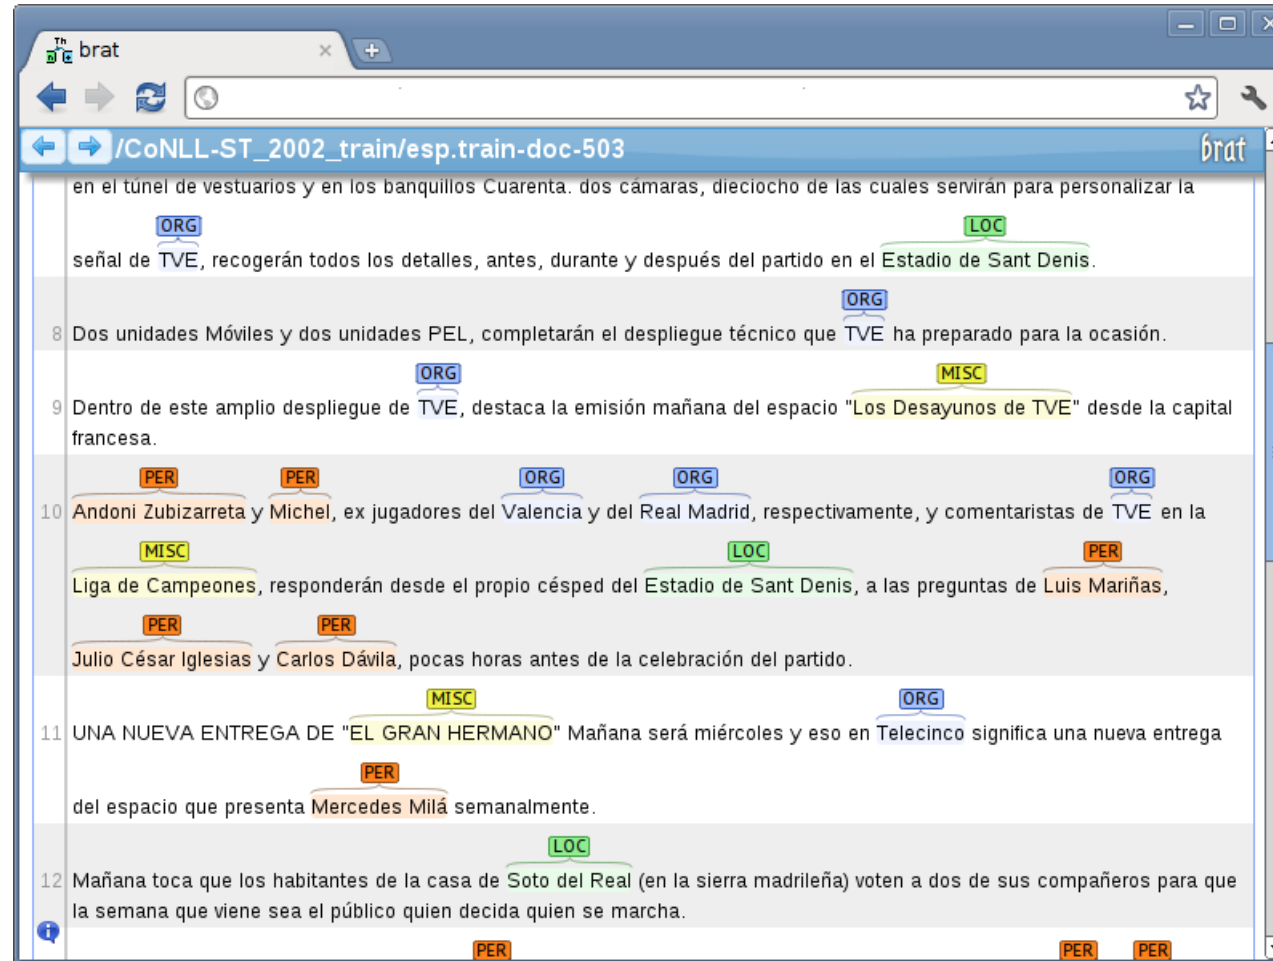 brat
/CoNLL-ST_2002_train/esp.train-doc-503
brat
en el túnel de vestuarios y en los banquillos Cuarenta. dos cámaras, dieciocho de las cuales servirán para personalizar la
ORG LOC
señal de TVE, recogerán todos los detalles, antes, durante y después del partido en el Estadio de Sant Denis.
ORG
8 Dos unidades Móviles y dos unidades PEL, completarán el despliegue técnico que TVE ha preparado para la ocasión.
ORG MISC
9 Dentro de este amplio despliegue de TVE, destaca la emisión mañana del espacio "Los Desayunos de TVE" desde la capital
francesa.
PER PER ORG ORG ORG
10 Andoni Zubizarreta y Michel, ex jugadores del Valencia y del Real Madrid, respectivamente, y comentaristas de TVE en la
MISC LOC PER
Liga de Campeones, responderán desde el propio césped del Estadio de Sant Denis, a las preguntas de Luis Mariñas,
PER PER
Julio César Iglesias y Carlos Dávila, pocas horas antes de la celebración del partido.
MISC ORG
11 UNA NUEVA ENTREGA DE "EL GRAN HERMANO" Mañana será miércoles y eso en Telecinco significa una nueva entrega
PER
del espacio que presenta Mercedes Milá semanalmente.
LOC
12 Mañana toca que los habitantes de la casa de Soto del Real (en la sierra madrileña) voten a dos de sus compañeros para que
la semana que viene sea el público quien decida quien se marcha.
PER PER PER